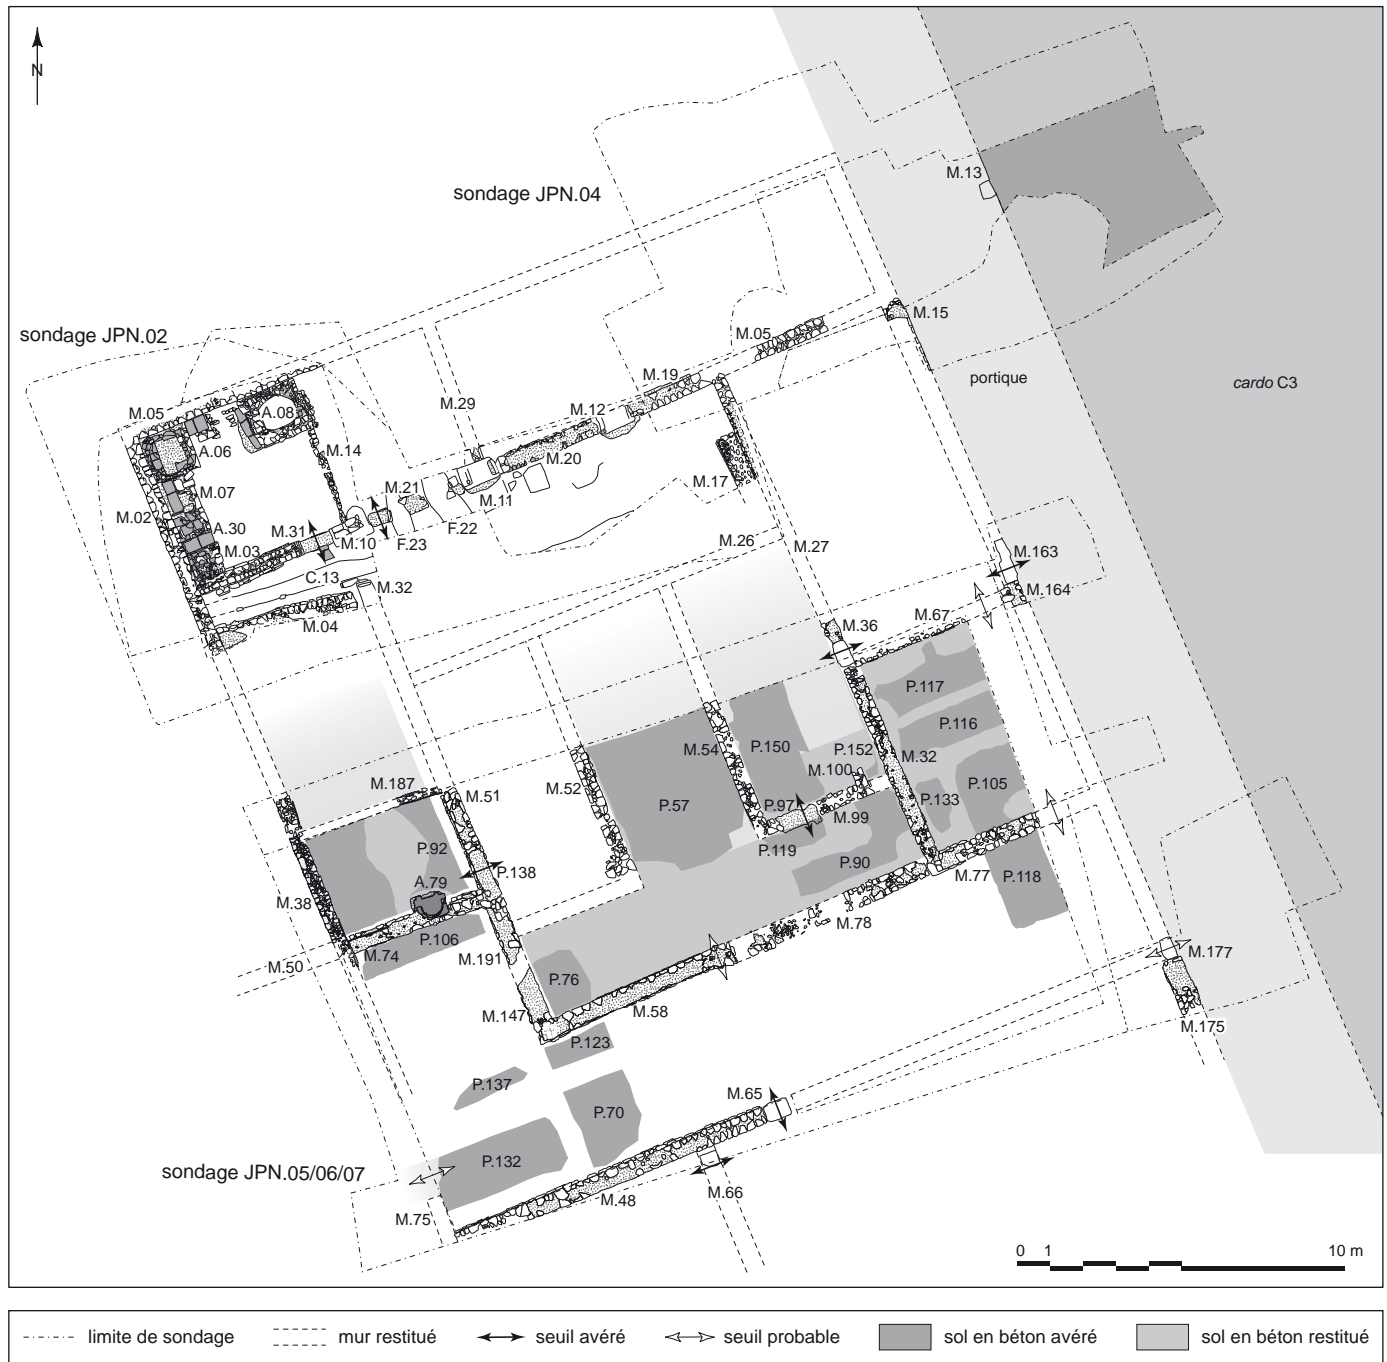 N
sondage JPN.04
M.13
sondage JPN.02
M.15
M.05
portique
cardo C3
M.19
M.29
M.12
M.05
A.08
A.06
M.14
M.20
M.21
M.17
M.07
M.11
M.02
A.30
F.22
M.31
M.10
F.23
M.03
M.26
M.27
M.163
C.13
M.32
M.164
M.04
M.36
M.67
P.117
P.116
M.54
P.150
P.152
M.32
M.100
M.187
M.51
M.52
P.57
P.97
P.133
P.105
M.99
P.92
P.119
P.138
P.90
A.79
M.77
P.118
M.38
M.78
P.106
M.74
M.50
M.191
M.177
P.76
M.147
M.58
M.175
P.123
P.137
M.65
P.70
P.132
sondage JPN.05/06/07
M.66
M.48
M.75
0 1 10 m
limite de sondage mur restitué seuil avéré seuil probable sol en béton avéré sol en béton restitué